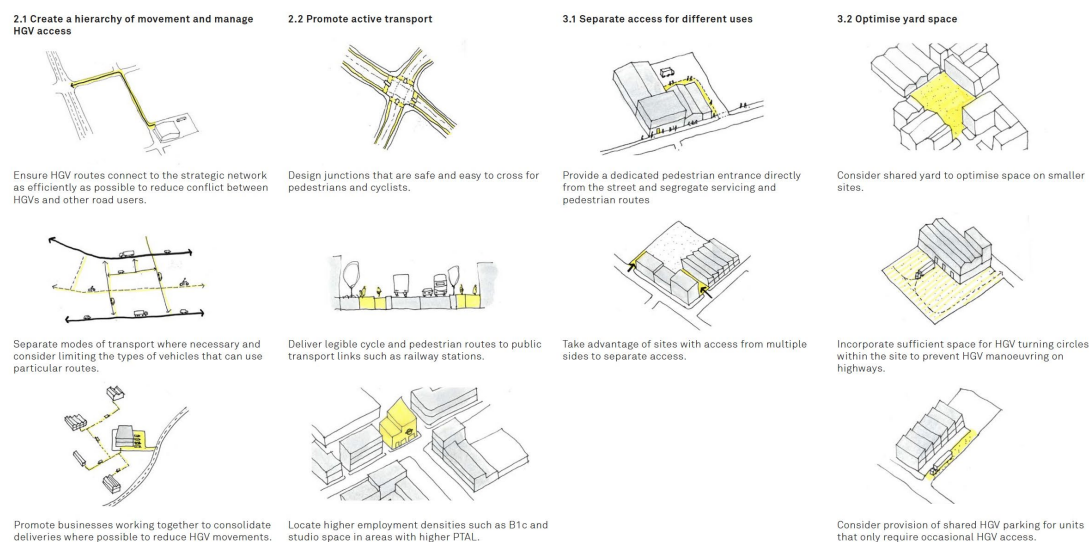 2.1 Create a hierarchy of movement and manage
HGV access
Ensure HGV routes connect to the strategic network
as efficiently as possible to reduce conflict between
HGVs and other road users.
Separate modes of transport where necessary and
consider limiting the types of vehicles that can use
particular routes.
Promote businesses working together to consolidate
deliveries where possible to reduce HGV movements.
2.2 Promote active transport
Design junctions that are safe and easy to cross for
pedestrians and cyclists.
Deliver legible cycle and pedestrian routes to public
transport links such as railway stations.
Locate higher employment densities such as B1c and
studio space in areas with higher PTAL.
3.1 Separate access for different uses
Provide a dedicated pedestrian entrance directly
from the street and segregate servicing and
pedestrian routes
Take advantage of sites with access from multiple
sides to separate access.
3.2 Optimise yard space
Consider shared yard to optimise space on smaller
sites.
Incorporate sufficient space for HGV turning circles
within the site to prevent HGV manoeuvring on
highways.
Consider provision of shared HGV parking for units
that only require occasional HGV access.